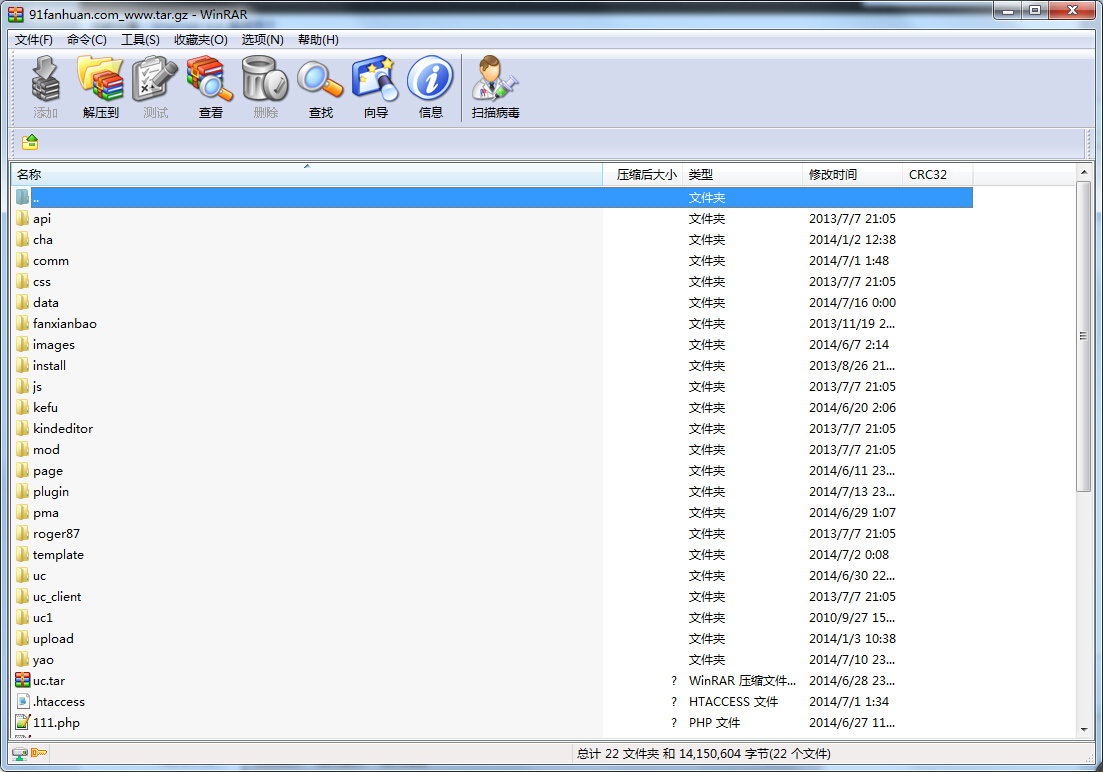 91fanhuan.com_www.tar.gz - WinRAR
文件(F) 命令(C) 工具(S) 收藏夹(O) 选项(N) 帮助(H)
添加 解压到 测试 查看 删除 查找 向导 信息 扫描病毒
名称 压缩后大小 类型 修改时间 CRC32
.. 文件夹
api 文件夹 2013/7/7 21:05
cha 文件夹 2014/1/2 12:38
comm 文件夹 2014/7/1 1:48
css 文件夹 2013/7/7 21:05
data 文件夹 2014/7/16 0:00
fanxianbao 文件夹 2013/11/19 2...
images 文件夹 2014/6/7 2:14
install 文件夹 2013/8/26 21...
js 文件夹 2013/7/7 21:05
kefu 文件夹 2014/6/20 2:06
kindeditor 文件夹 2013/7/7 21:05
mod 文件夹 2013/7/7 21:05
page 文件夹 2014/6/11 23...
plugin 文件夹 2014/7/13 23...
pma 文件夹 2014/6/29 1:07
roger87 文件夹 2013/7/7 21:05
template 文件夹 2014/7/2 0:08
uc 文件夹 2014/6/30 22...
uc_client 文件夹 2013/7/7 21:05
uc1 文件夹 2010/9/27 15...
upload 文件夹 2014/1/3 10:38
yao 文件夹 2014/7/10 23...
uc.tar ? WinRAR 压缩文件... 2014/6/28 23...
.htaccess ? HTACCESS 文件 2014/7/1 1:34
111.php ? PHP 文件 2014/6/27 11...
总计 22 文件夹 和 14,150,604 字节(22 个文件)